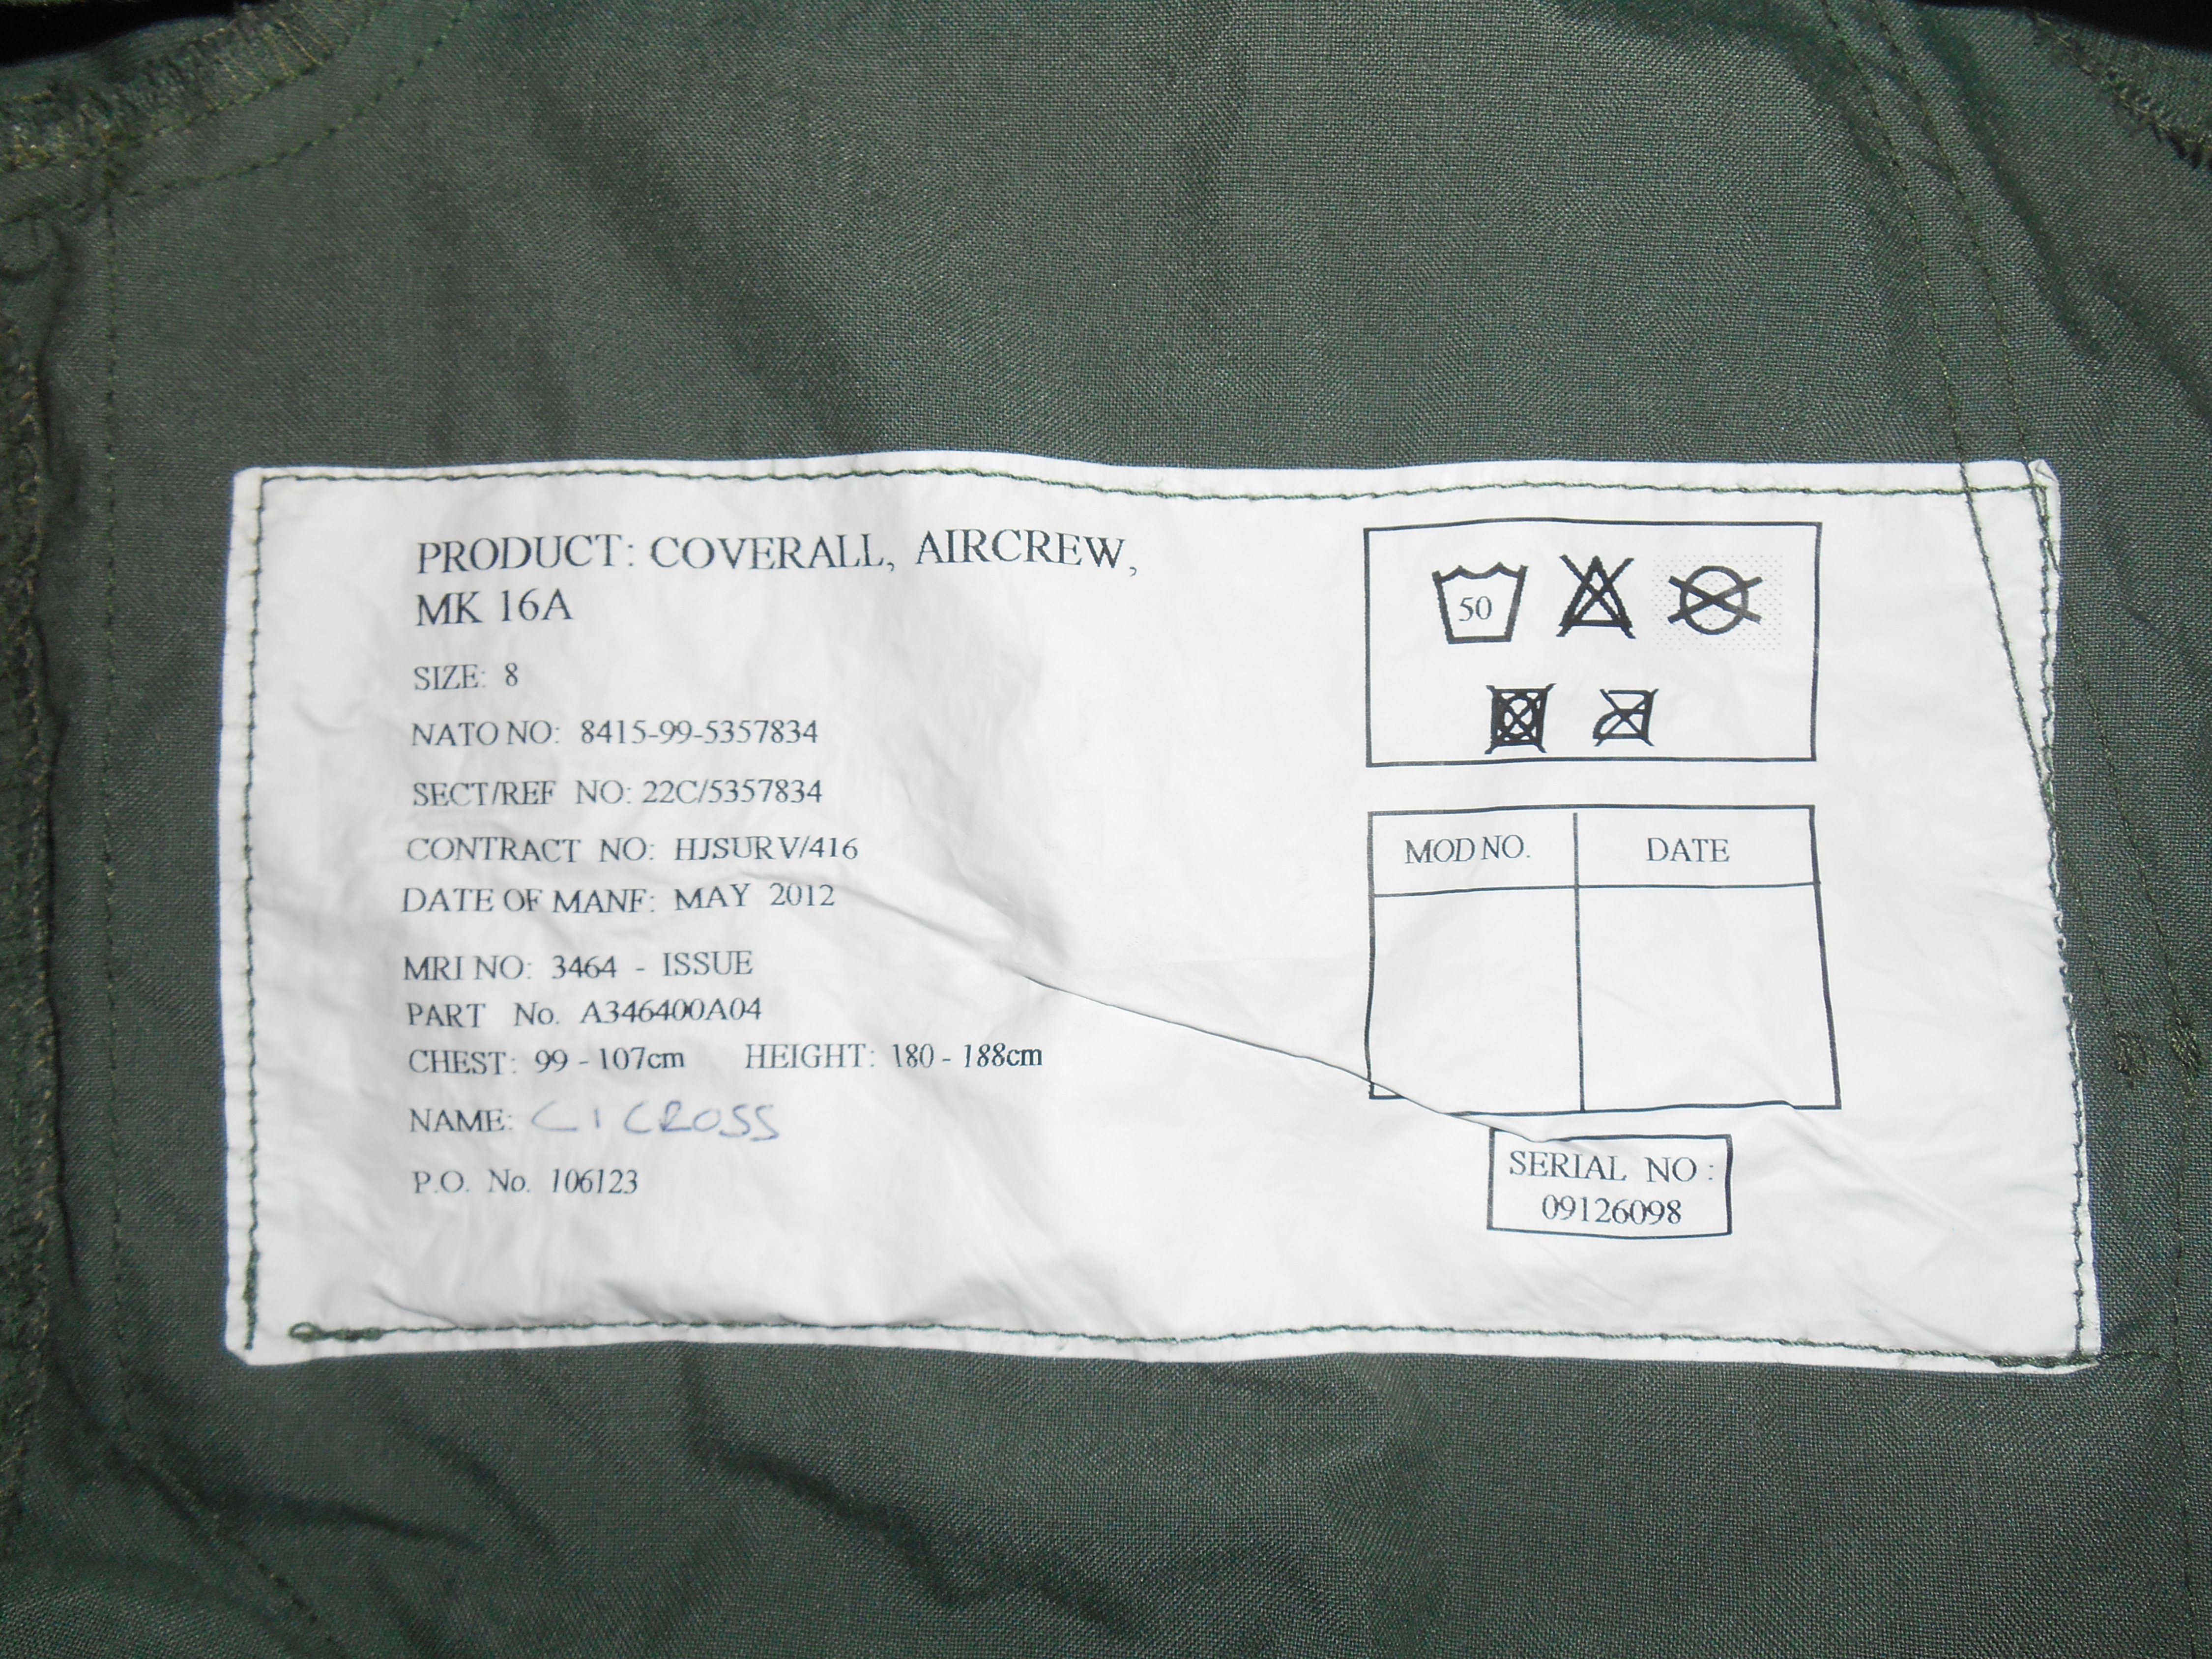 PRODUCT: COVERALL, AIRCREW,
MK 16A
SIZE: 8
NATO NO: 8415-99-5357834
SECT/REF NO: 22C/5357834
CONTRACT NO: HJSURV/416
DATE OF MANF: MAY 2012
MRI NO: 3464 - ISSUE
PART No. A346400A04
CHEST: 99 - 107cm HEIGHT: 180 - 188cm
NAME: CROSS
P.O. No. 106123
50
MOD NO. DATE
SERIAL NO:
09126098